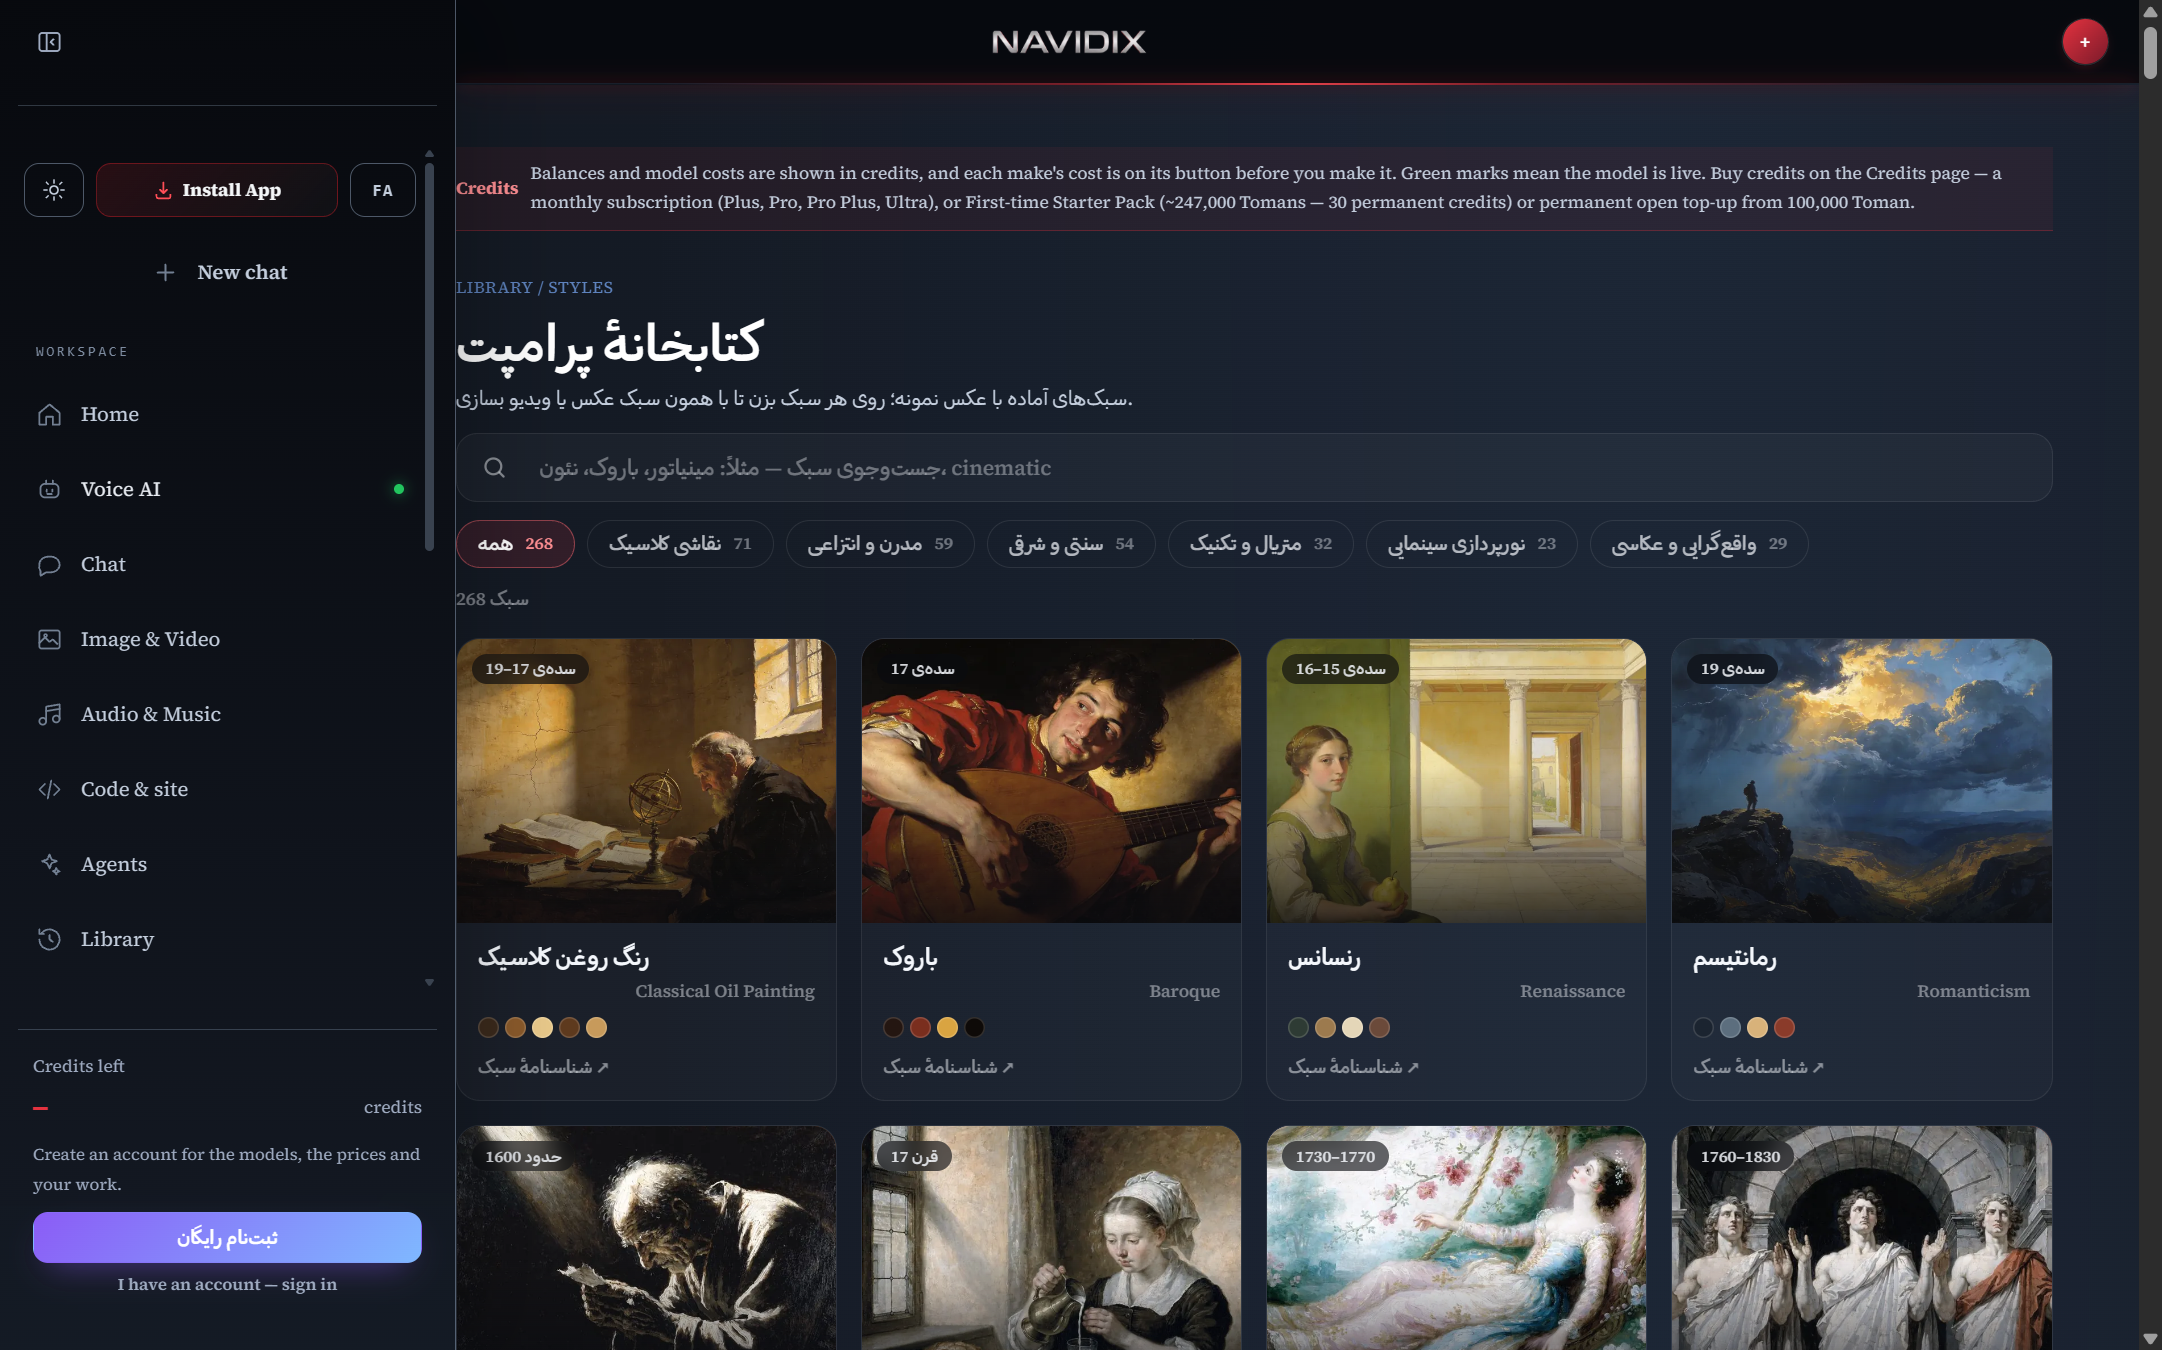 NAVIDIX
+
Install App
FA
New chat
WORKSPACE
Home
Voice AI
Chat
Image & Video
Audio & Music
Code & site
Agents
Library
Credits left
–
credits
Create an account for the models, the prices and
your work.
ثبت‌نام رایگان
I have an account — sign in
Credits
Balances and model costs are shown in credits, and each make's cost is on its button before you make it. Green marks mean the model is live. Buy credits on the Credits page — a
monthly subscription (Plus, Pro, Pro Plus, Ultra), or First-time Starter Pack (~247,000 Tomans — 30 permanent credits) or permanent open top-up from 100,000 Toman.
LIBRARY / STYLES
کتابخانهٔ پرامپت
سبک‌های آماده با عکس نمونه؛ روی هر سبک بزن تا با همون سبک عکس یا ویدیو بسازی.
جست‌وجوی سبک — مثلاً: مینیاتور، باروک، نئون، cinematic
همه 268
نقاشی کلاسیک 71
مدرن و انتزاعی 59
سنتی و شرقی 54
متریال و تکنیک 32
نورپردازی سینمایی 23
واقع‌گرایی و عکاسی 29
268 سبک
سده‌ی 17–19
سده‌ی 17
سده‌ی 15–16
سده‌ی 19
رنگ روغن کلاسیک
Classical Oil Painting
شناسنامهٔ سبک ↗
باروک
Baroque
شناسنامهٔ سبک ↗
رنسانس
Renaissance
شناسنامهٔ سبک ↗
رمانتیسم
Romanticism
شناسنامهٔ سبک ↗
حدود 1600
قرن 17
1730–1770
1760–1830